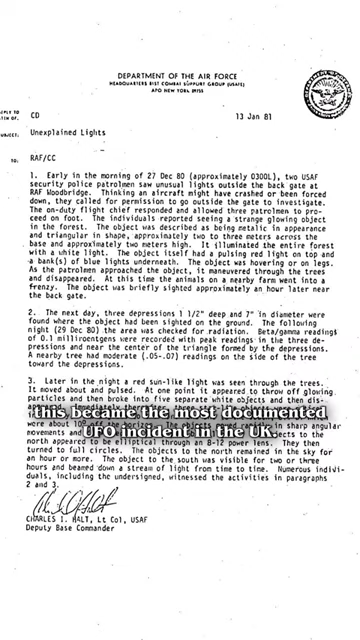 DEPARTMENT OF THE AIR FORCE
HEADQUARTERS 81ST COMBAT SUPPORT GROUP (USAFE)
APO NEW YORK 09755
REPLY TO
ATTN OF: CD
13 Jan 81
SUBJECT: Unexplained Lights
TO: RAF/CC
1. Early in the morning of 27 Dec 80 (approximately 0300L), two USAF
security police patrolmen saw unusual lights outside the back gate at
RAF Woodbridge. Thinking an aircraft might have crashed or been forced
down, they called for permission to go outside the gate to investigate.
The on-duty flight chief responded and allowed three patrolmen to pro-
ceed on foot. The individuals reported seeing a strange glowing object
in the forest. The object was described as being metalic in appearance
and triangular in shape, approximately two to three meters across the
base and approximately two meters high. It illuminated the entire forest
with a white light. The object itself had a pulsing red light on top and
a bank(s) of blue lights underneath. The object was hovering or on legs.
As the patrolmen approached the object, it maneuvered through the trees
and disappeared. At this time the animals on a nearby farm went into a
frenzy. The object was briefly sighted approximately an hour later near
the back gate.
2. The next day, three depressions 1 1/2" deep and 7" in diameter were
found where the object had been sighted on the ground. The following
night (29 Dec 80) the area was checked for radiation. Beta/gamma readings
of 0.1 milliroentgens were recorded with peak readings in the three de-
pressions and near the center of the triangle formed by the depressions.
A nearby tree had moderate (.05-.07) readings on the side of the tree
toward the depressions.
3. Later in the night a red sun-like light was seen through the trees.
It moved about and pulsed. At one point it appeared to throw off glowing
particles and then broke into five separate white objects and then dis-
this became the most documented
were about 10° off the horizon. The objects moved rapidly in sharp angular
movements and
UFO incident in the UK.
objects to the
north appeared to be elliptical through an 8-12 power lens. They then
turned to full circles. The objects to the north remained in the sky for
an hour or more. The object to the south was visible for two or three
hours and beamed down a stream of light from time to time. Numerous indivi-
duals, including the undersigned, witnessed the activities in paragraphs
2 and 3.
CHARLES I. HALT, Lt Col, USAF
Deputy Base Commander